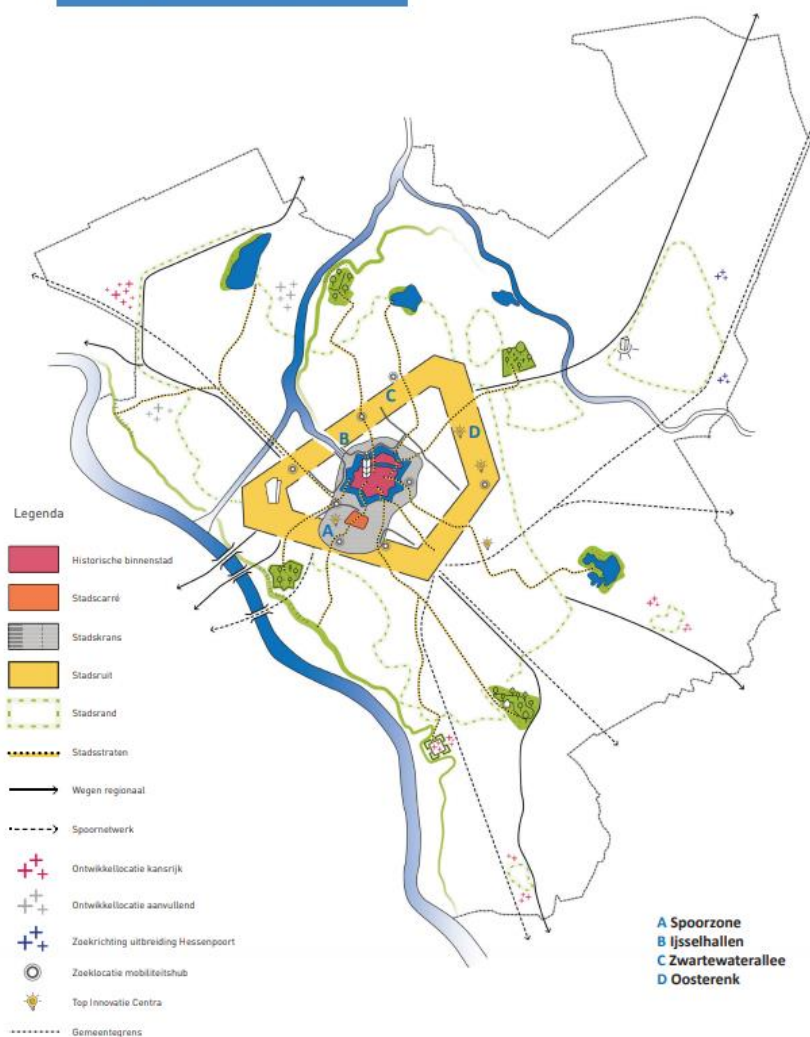 C
D
B
A
Legenda
Historische binnenstad
Stadscarré
Stadskrans
Stadsruit
Stadsrand
Stadsstraten
Wegen regionaal
Spoornetwerk
Ontwikkellocatie kansrijk
Ontwikkellocatie aanvullend
Zoekrichting uitbreiding Hessenpoort
Zoeklocatie mobiliteitshub
Top Innovatie Centra
Gemeentegrens
A Spoorzone
B Ijsselhallen
C Zwartewaterallee
D Oosterenk